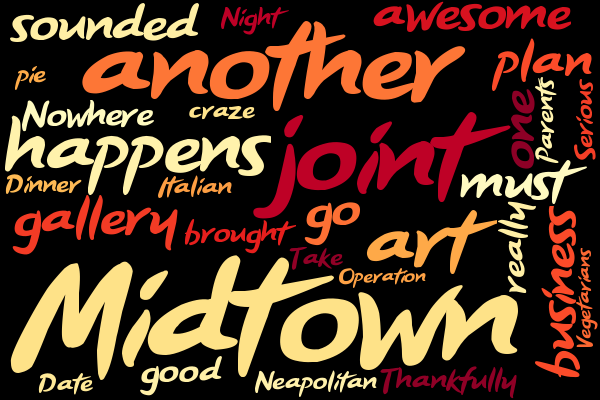 sounded
Night
awesome
another
plan
pie
Nowhere
craze
one
Parents
Serious
happens
joint
Dinner
Italian
must
gallery
brought
go
art
really
business
Vegetarians
Take
Operation
Midtown
Date
good
Neapolitan
Thankfully